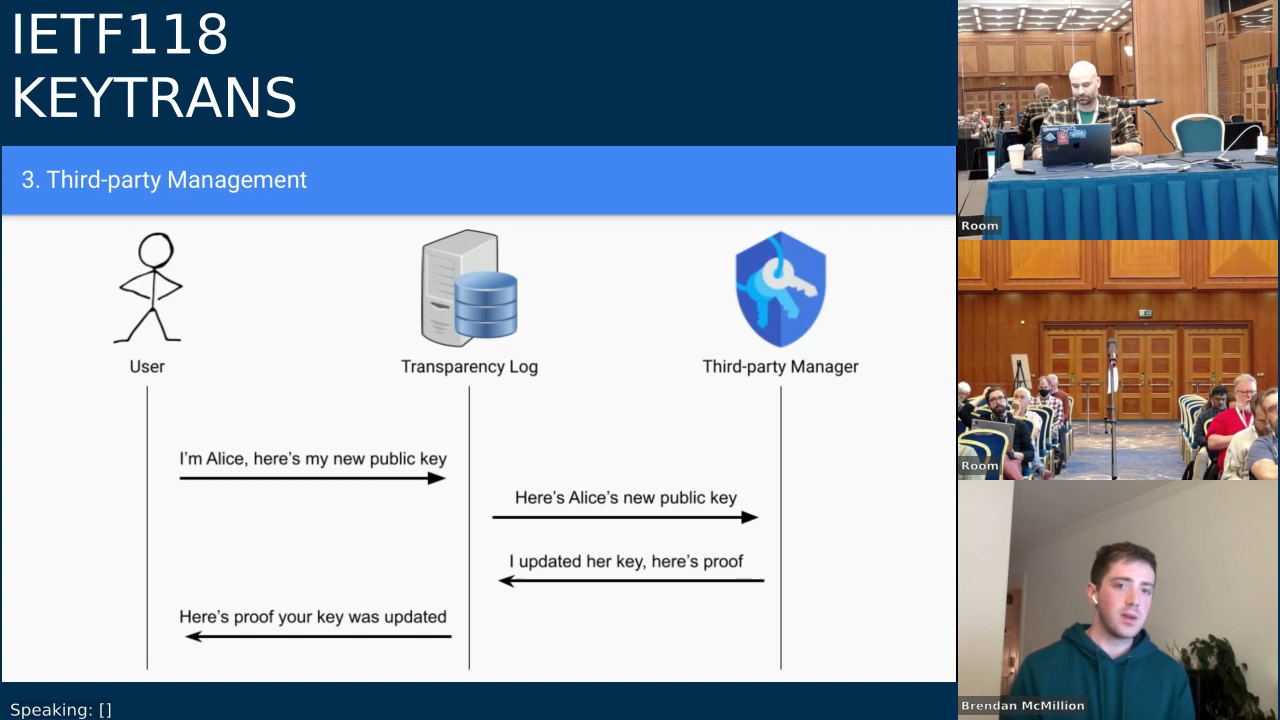 IETF118
KEYTRANS
3. Third-party Management
User
Transparency Log
Third-party Manager
I'm Alice, here's my new public key
Here's Alice's new public key
I updated her key, here's proof
Here's proof your key was updated
Speaking: []
Room
Room
Brendan McMillion